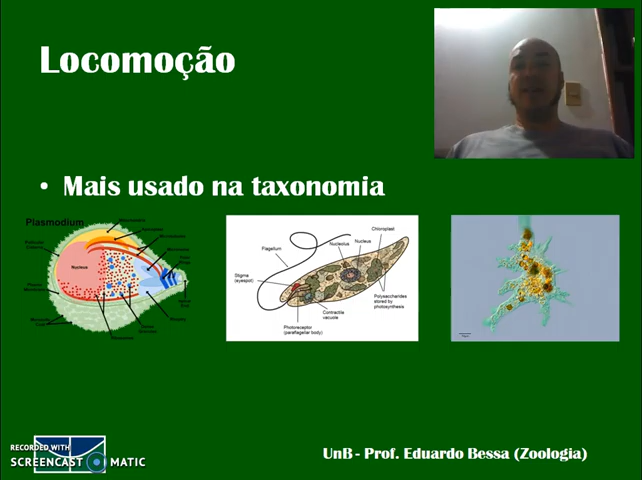 Locomoção
• Mais usado na taxonomia
Plasmodium
Nucleus
Chloroplast
Nucleus
Nucleolus
Flagellum
Stigma
(eyespot)
Polysaccharides
stored by
photosynthesis
Contractile
vacuole
Photoreceptor
(paraflagellar body)
RECORDED WITH
SCREENCAST MATIC
UnB - Prof. Eduardo Bessa (Zoologia)